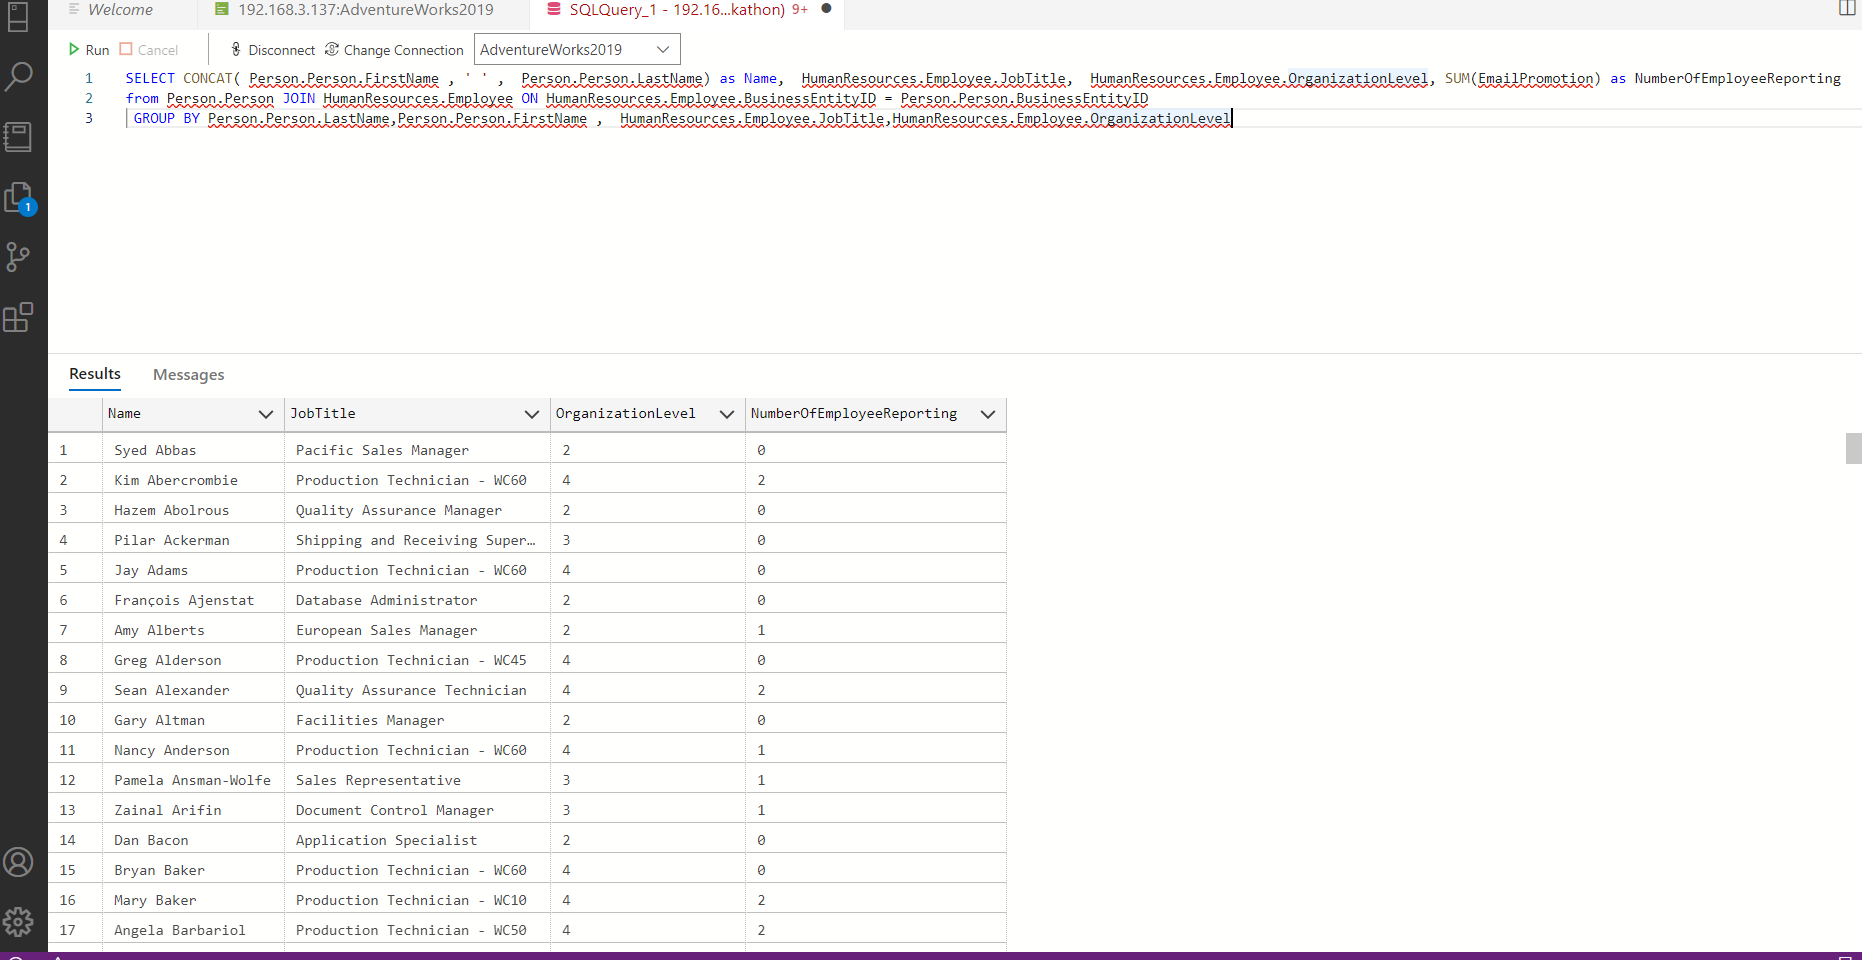 Welcome 192.168.3.137:AdventureWorks2019 SQLQuery_1 - 192.16...kathon) 9+
Run Cancel Disconnect Change Connection AdventureWorks2019
1 SELECT CONCAT( Person.Person.FirstName , ' ' , Person.Person.LastName) as Name, HumanResources.Employee.JobTitle, HumanResources.Employee.OrganizationLevel, SUM(EmailPromotion) as NumberOfEmployeeReporting
2 from Person.Person JOIN HumanResources.Employee ON HumanResources.Employee.BusinessEntityID = Person.Person.BusinessEntityID
3 GROUP BY Person.Person.LastName,Person.Person.FirstName , HumanResources.Employee.JobTitle,HumanResources.Employee.OrganizationLevel
1
Results Messages
Name JobTitle OrganizationLevel NumberOfEmployeeReporting
1 Syed Abbas Pacific Sales Manager 2 0
2 Kim Abercrombie Production Technician - WC60 4 2
3 Hazem Abolrous Quality Assurance Manager 2 0
4 Pilar Ackerman Shipping and Receiving Super… 3 0
5 Jay Adams Production Technician - WC60 4 0
6 François Ajenstat Database Administrator 2 0
7 Amy Alberts European Sales Manager 2 1
8 Greg Alderson Production Technician - WC45 4 0
9 Sean Alexander Quality Assurance Technician 4 2
10 Gary Altman Facilities Manager 2 0
11 Nancy Anderson Production Technician - WC60 4 1
12 Pamela Ansman-Wolfe Sales Representative 3 1
13 Zainal Arifin Document Control Manager 3 1
14 Dan Bacon Application Specialist 2 0
15 Bryan Baker Production Technician - WC60 4 0
16 Mary Baker Production Technician - WC10 4 2
17 Angela Barbariol Production Technician - WC50 4 2